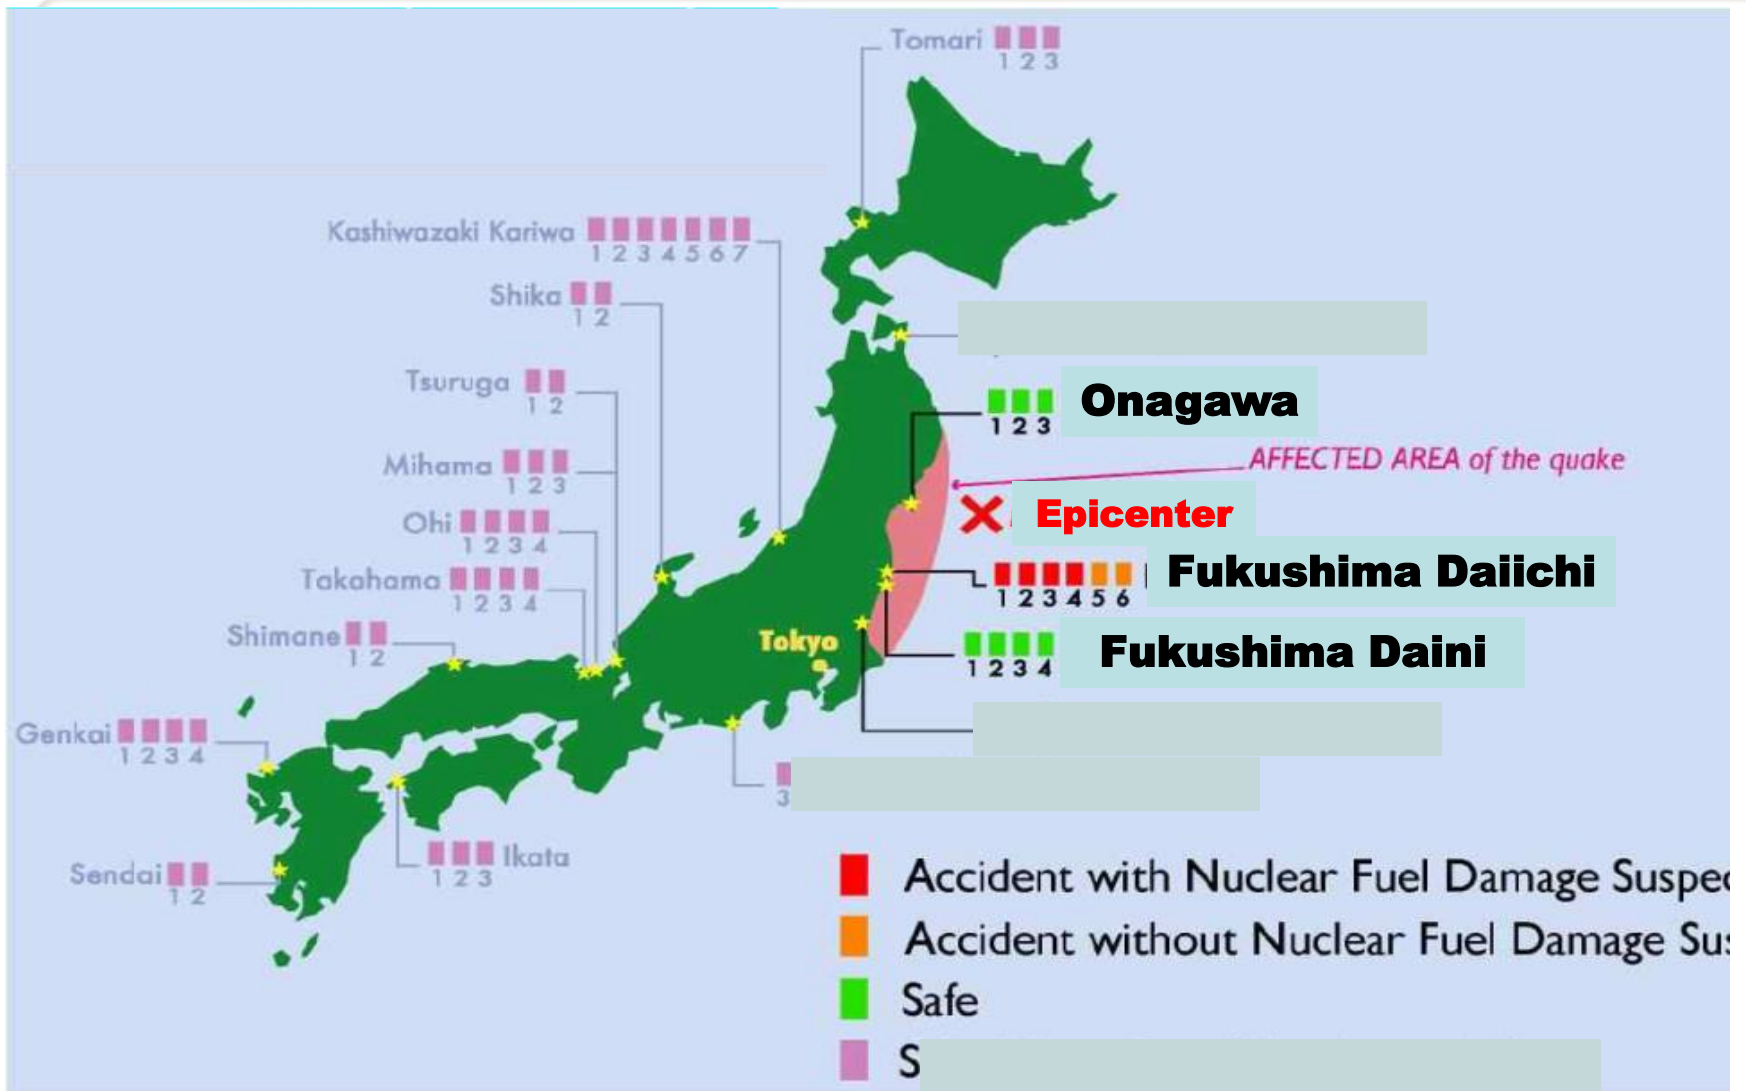 Tomari
1 2 3
Kashiwazaki Kariwa
1 2 3 4 5 6 7
Shika
1 2
Tsuruga
1 2
Onagawa
1 2 3
Mihama
1 2 3
AFFECTED AREA of the quake
Epicenter
Ohi
1 2 3 4
Takahama
1 2 3 4
Fukushima Daiichi
1 2 3 4 5 6
Shimane
1 2
Tokyo
Fukushima Daini
1 2 3 4
Genkai
1 2 3 4
3
Ikata
1 2 3
Sendai
1 2
Accident with Nuclear Fuel Damage
Accident without Nuclear Fuel Damage
Safe
S